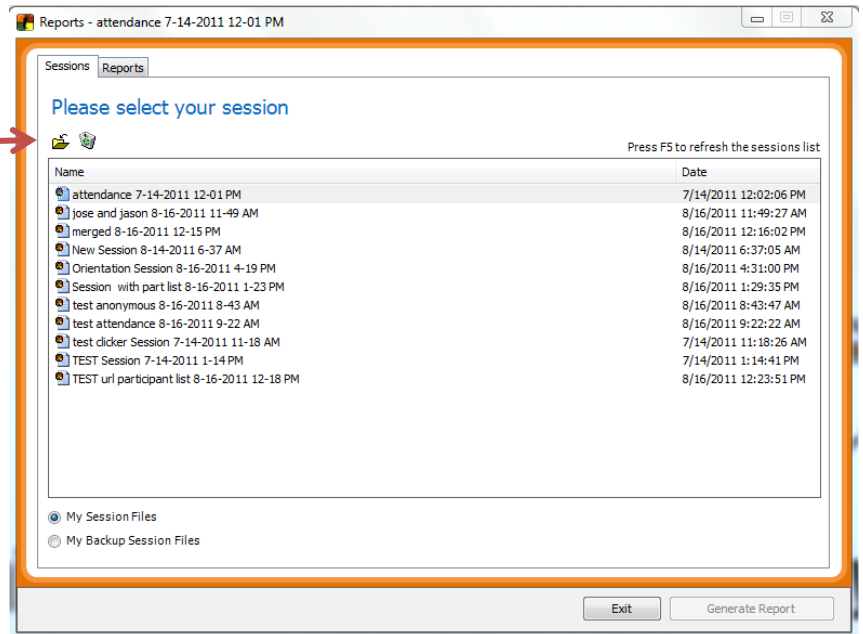 Reports - attendance 7-14-2011 12-01 PM
Sessions Reports
Please select your session
Press F5 to refresh the sessions list
Name Date
attendance 7-14-2011 12-01 PM 7/14/2011 12:02:06 PM
jose and jason 8-16-2011 11-49 AM 8/16/2011 11:49:27 AM
merged 8-16-2011 12-15 PM 8/16/2011 12:16:02 PM
New Session 8-14-2011 6-37 AM 8/14/2011 6:37:05 AM
Orientation Session 8-16-2011 4-19 PM 8/16/2011 4:31:00 PM
Session with part list 8-16-2011 1-23 PM 8/16/2011 1:29:35 PM
test anonymous 8-16-2011 8-43 AM 8/16/2011 8:43:47 AM
test attendance 8-16-2011 9-22 AM 8/16/2011 9:22:22 AM
test clicker Session 7-14-2011 11-18 AM 7/14/2011 11:18:26 AM
TEST Session 7-14-2011 1-14 PM 7/14/2011 1:14:41 PM
TEST url participant list 8-16-2011 12-18 PM 8/16/2011 12:23:51 PM
My Session Files
My Backup Session Files
Exit Generate Report